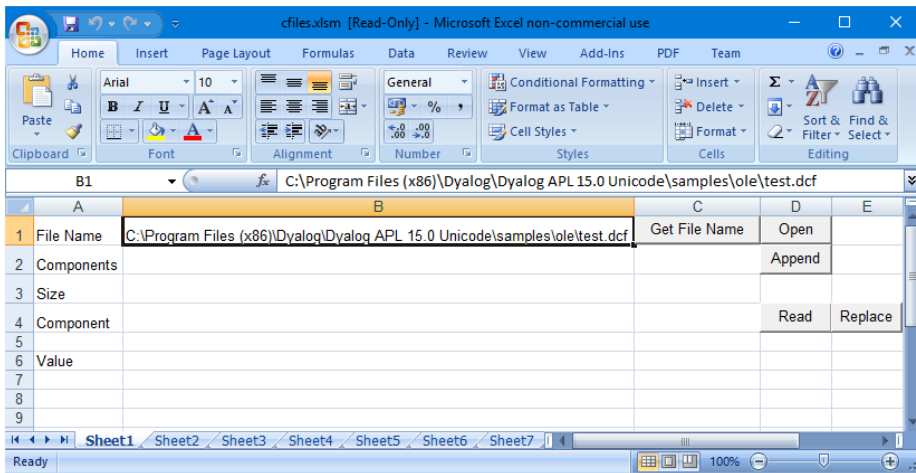 cfiles.xlsm [Read-Only] - Microsoft Excel non-commercial use
Home Insert Page Layout Formulas Data Review View Add-Ins PDF Team
Paste
Clipboard
Arial 10
B I U A A
A
Font
Alignment
General
% ,
.0 .00
.00 .0
Number
Conditional Formatting
Format as Table
Cell Styles
Styles
Insert
Delete
Format
Cells
Σ
Sort & Filter
Find & Select
Editing
B1 fx C:\Program Files (x86)\Dyalog\Dyalog APL 15.0 Unicode\samples\ole\test.dcf
A B C D E
1 File Name C:\Program Files (x86)\Dyalog\Dyalog APL 15.0 Unicode\samples\ole\test.dcf Get File Name Open
2 Components Append
3 Size
4 Component Read Replace
5
6 Value
7
8
9
Sheet1 Sheet2 Sheet3 Sheet4 Sheet5 Sheet6 Sheet7
Ready 100%